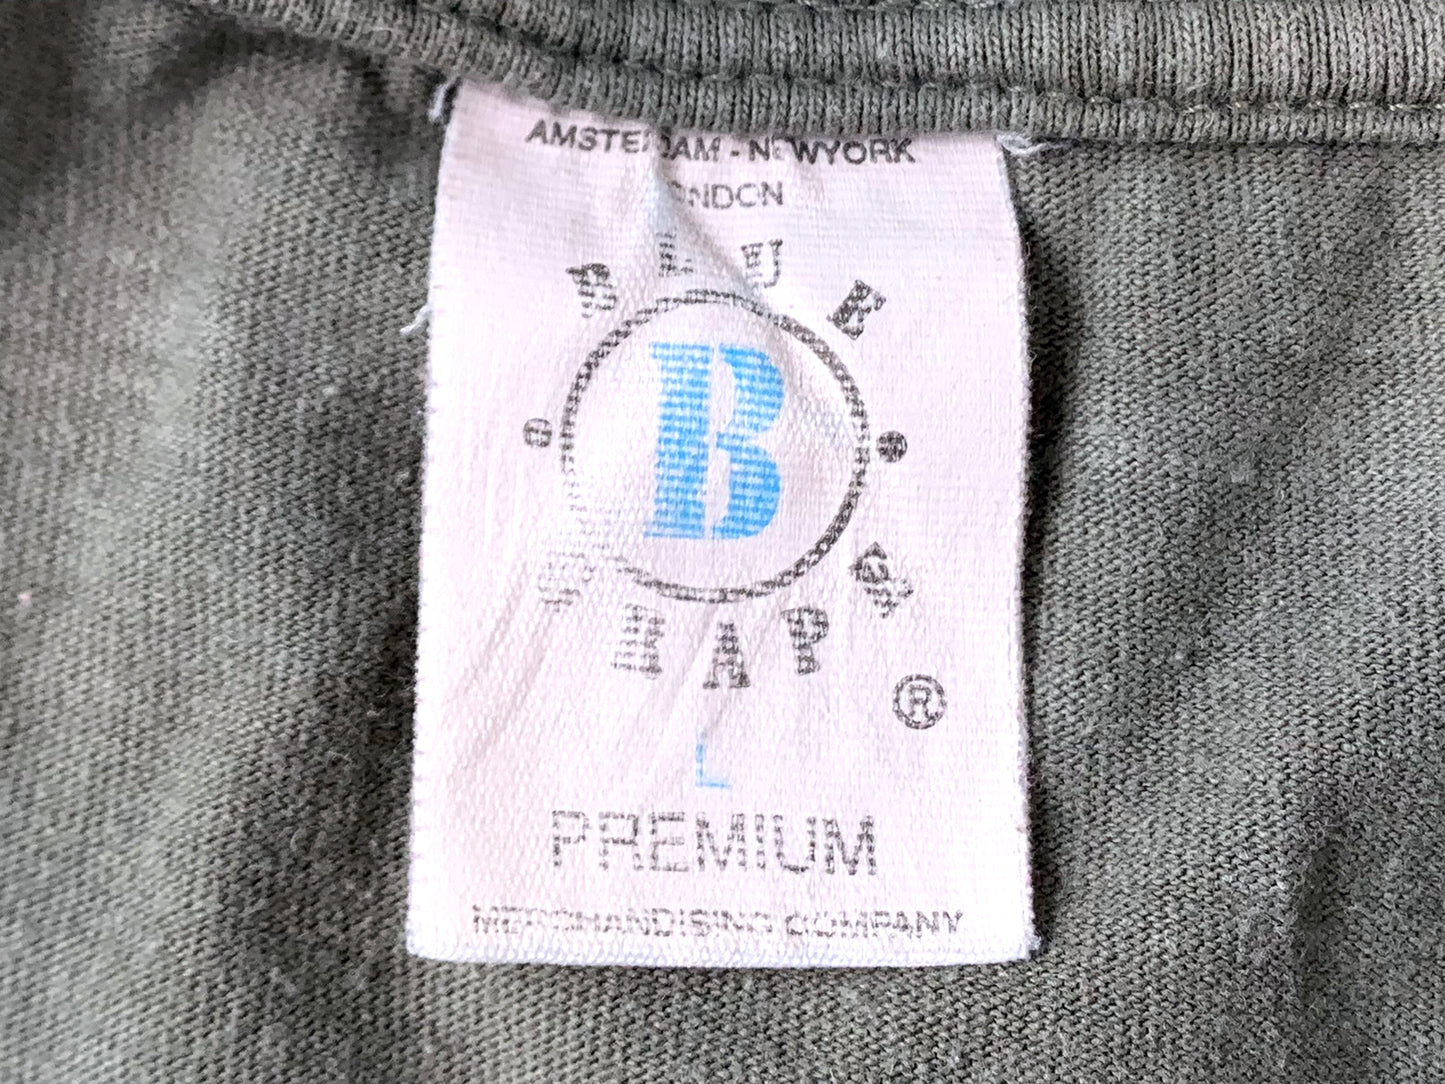 AMSTERDAM - NEWYORK
LONDON
BLUE
B
GRAPE
®
L
PREMIUM
MERCHANDISING COMPANY